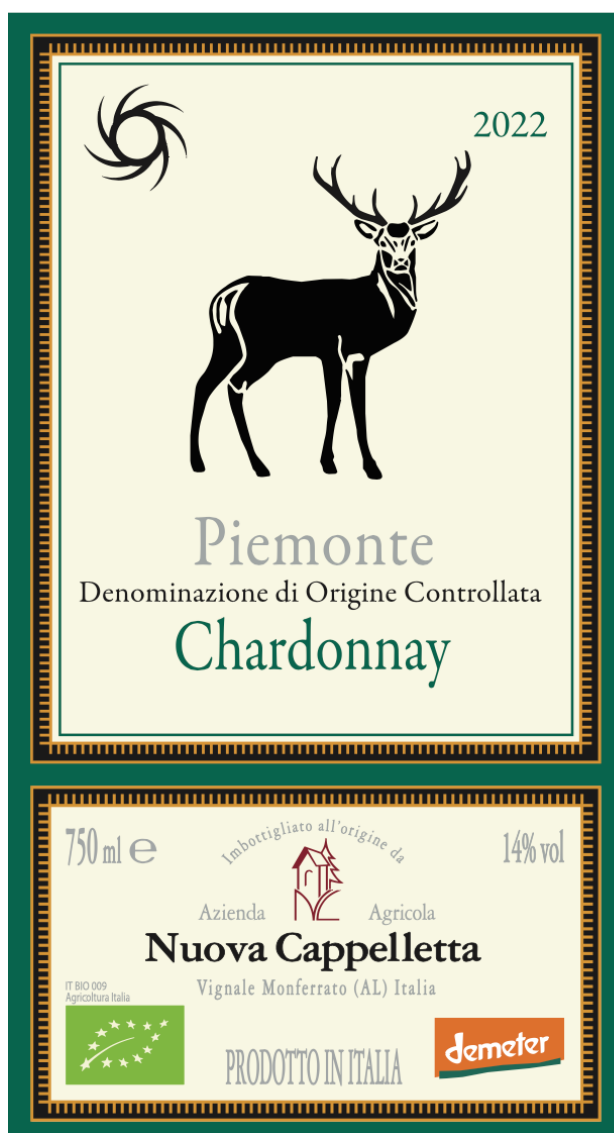 2022
Piemonte
Denominazione di Origine Controllata
Chardonnay
750 ml ℮
Imbottigliato all'origine da
14% vol
Azienda Agricola
Nuova Cappelletta
Vignale Monferrato (AL) Italia
IT BIO 009
Agricoltura Italia
PRODOTTO IN ITALIA
demeter